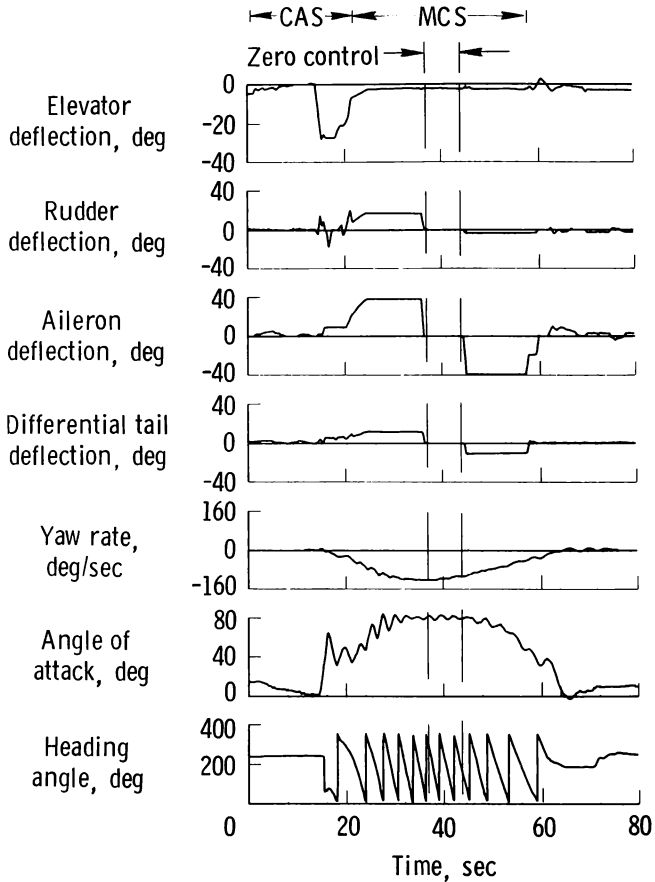 CAS MCS
Zero control
Elevator
deflection, deg
0
-20
-40
Rudder
deflection, deg
40
0
-40
Aileron
deflection, deg
40
0
-40
Differential tail
deflection, deg
40
0
-40
Yaw rate,
deg/sec
160
0
-160
Angle of
attack, deg
80
40
0
Heading
angle, deg
400
200
0 20 40 60 80
Time, sec